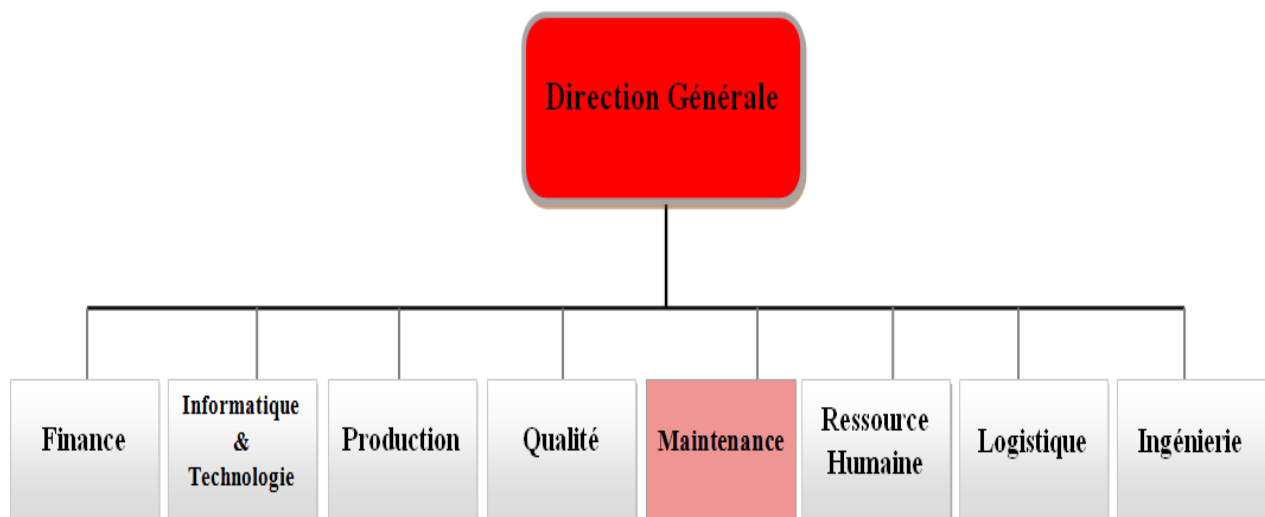 Direction Générale
Finance
Informatique
&
Technologie
Production
Qualité
Maintenance
Ressource
Humaine
Logistique
Ingénierie